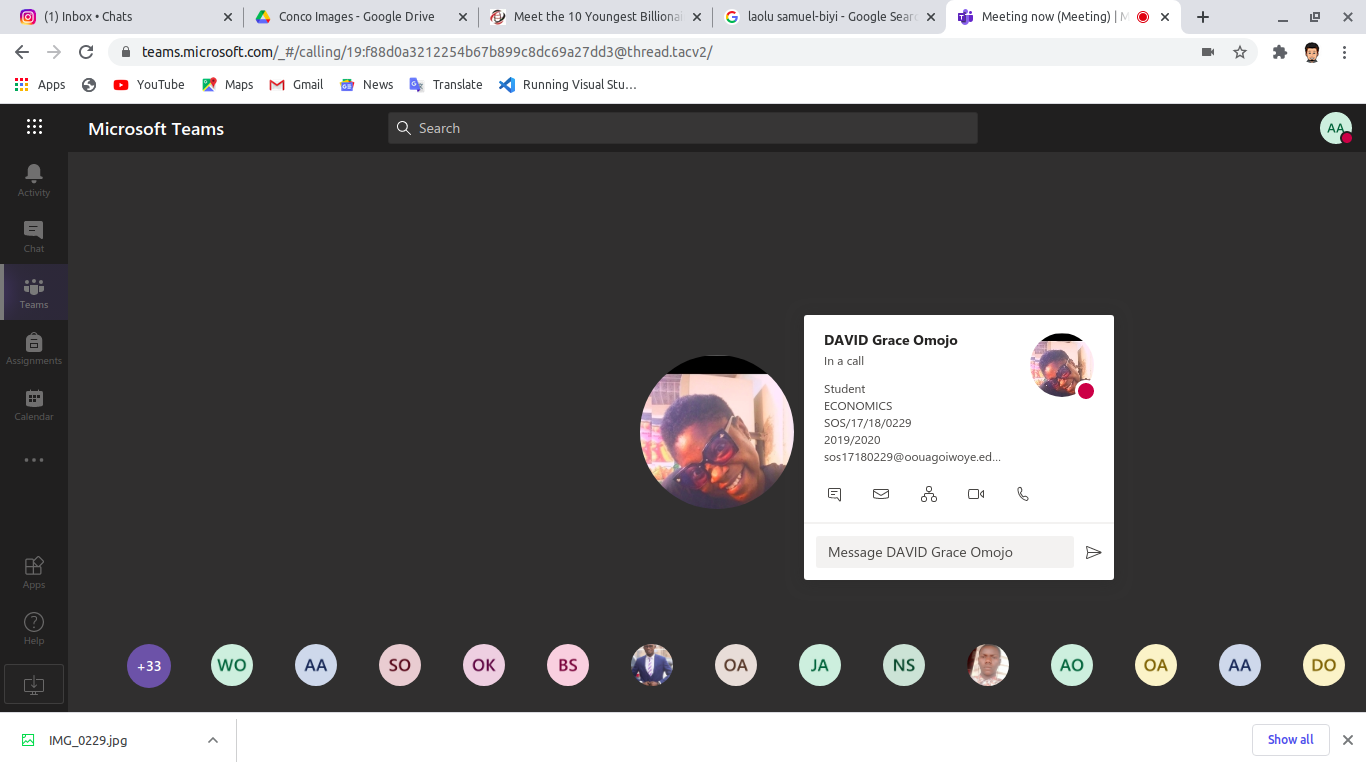 (1) Inbox • Chats
Conco Images - Google Drive
Meet the 10 Youngest Billionai
laolu samuel-biyi - Google Sear
Meeting now (Meeting) | M
teams.microsoft.com/_#/calling/19:f88d0a3212254b67b899c8dc69a27dd3@thread.tacv2/
Apps
YouTube
Maps
Gmail
News
Translate
Running Visual Stu…
Microsoft Teams
Search
AA
Activity
Chat
Teams
Assignments
Calendar
Apps
Help
DAVID Grace Omojo
In a call
Student
ECONOMICS
SOS/17/18/0229
2019/2020
sos17180229@oouagoiwoye.ed...
Message DAVID Grace Omojo
+33
WO
AA
SO
OK
BS
OA
JA
NS
AO
OA
AA
DO
IMG_0229.jpg
Show all